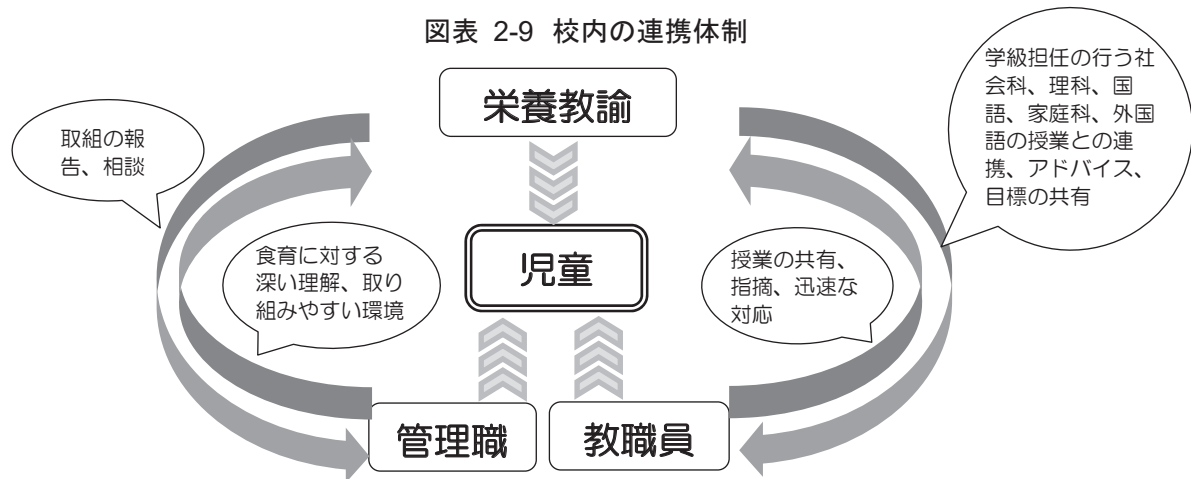 図表 2-9 校内の連携体制
栄養教諭
取組の報
告、相談
学級担任の行う社
会科、理科、国
語、家庭科、外国
語の授業との連
携、アドバイス、
目標の共有
児童
食育に対する
深い理解、取り
組みやすい環境
授業の共有、
指摘、迅速な
対応
管理職
教職員